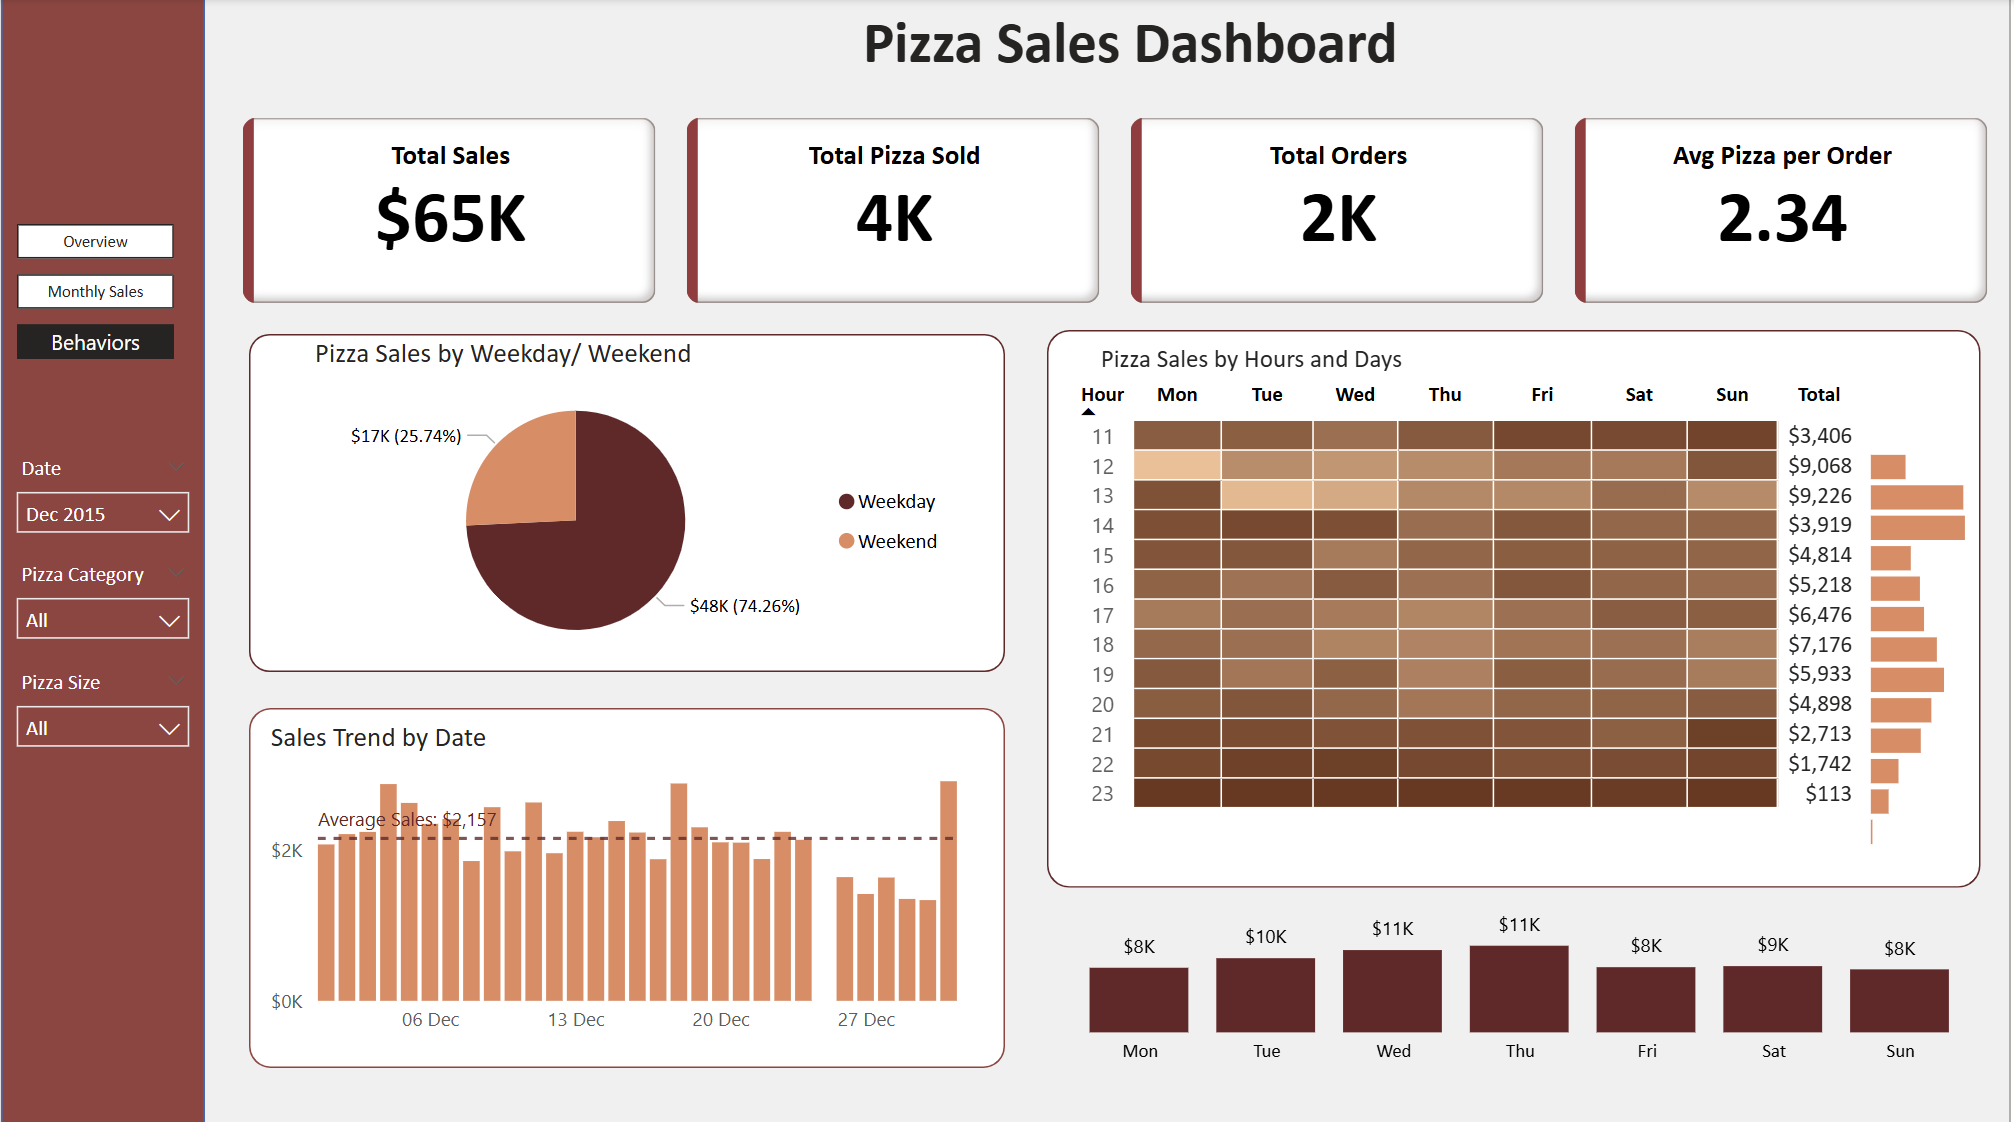 Pizza Sales Dashboard
Total Sales
$65K
Total Pizza Sold
4K
Total Orders
2K
Avg Pizza per Order
2.34
Overview
Monthly Sales
Behaviors
Date
Dec 2015
Pizza Category
All
Pizza Size
All
Pizza Sales by Weekday/ Weekend
$17K (25.74%)
$48K (74.26%)
Weekday
Weekend
Sales Trend by Date
Average Sales: $2,157
$2K
$0K
06 Dec 13 Dec 20 Dec 27 Dec
Pizza Sales by Hours and Days
Hour Mon Tue Wed Thu Fri Sat Sun Total
11 $3,406
12 $9,068
13 $9,226
14 $3,919
15 $4,814
16 $5,218
17 $6,476
18 $7,176
19 $5,933
20 $4,898
21 $2,713
22 $1,742
23 $113
$8K $10K $11K $11K $8K $9K $8K
Mon Tue Wed Thu Fri Sat Sun